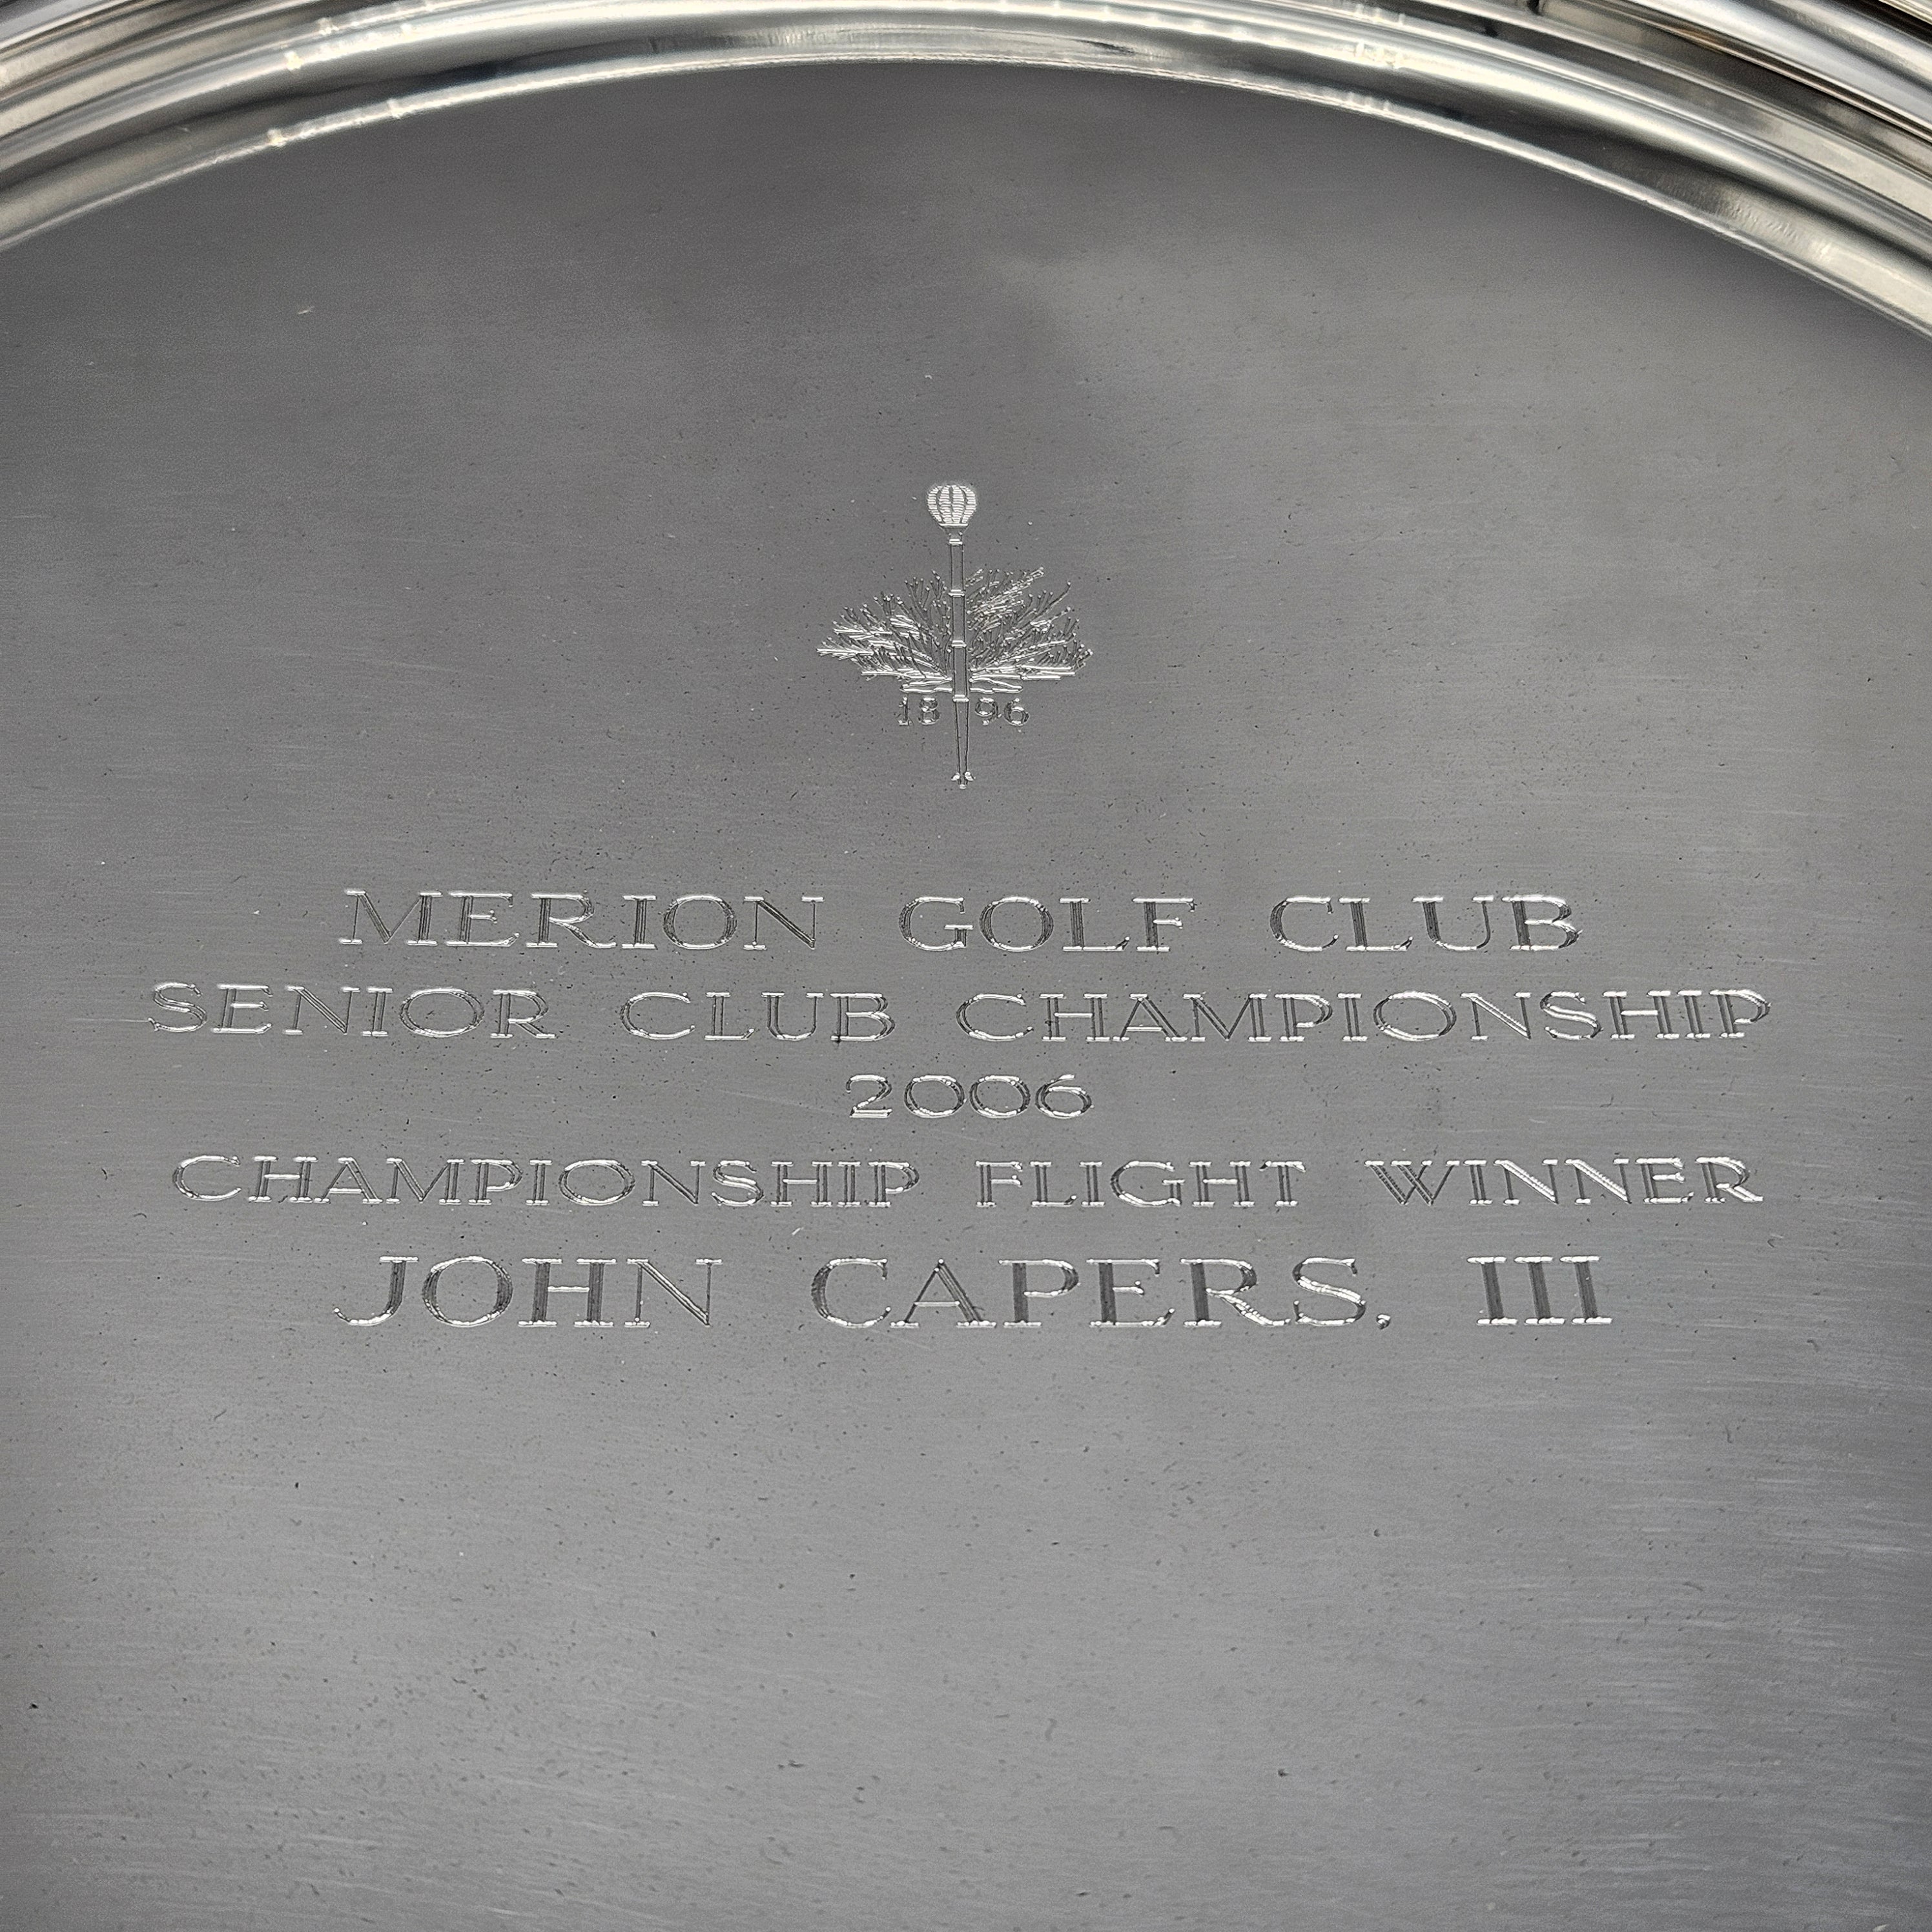 18 96
MERION GOLF CLUB
SENIOR CLUB CHAMPIONSHIP
2006
CHAMPIONSHIP FLIGHT WINNER
JOHN CAPERS, III